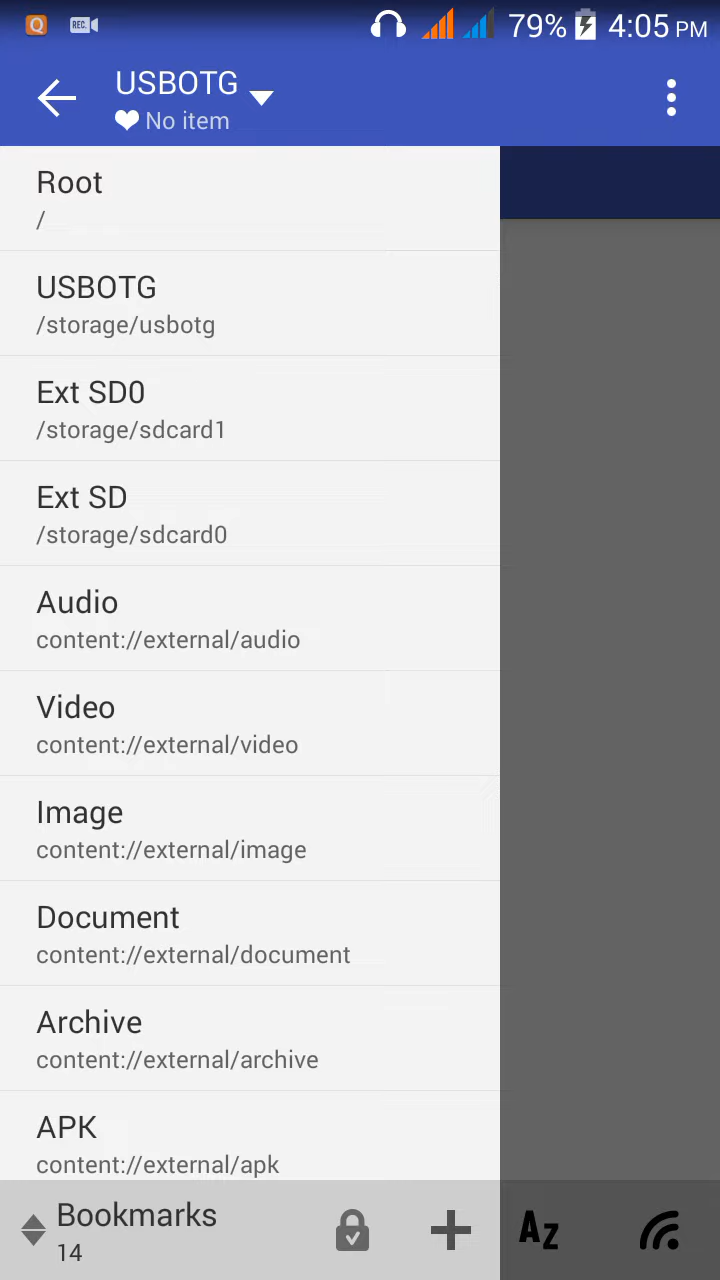 Q REC. 79% 4:05 PM
USBOTG
No item
Root
/
USBOTG
/storage/usbotg
Ext SD0
/storage/sdcard1
Ext SD
/storage/sdcard0
Audio
content://external/audio
Video
content://external/video
Image
content://external/image
Document
content://external/document
Archive
content://external/archive
APK
content://external/apk
Bookmarks
14
AZ